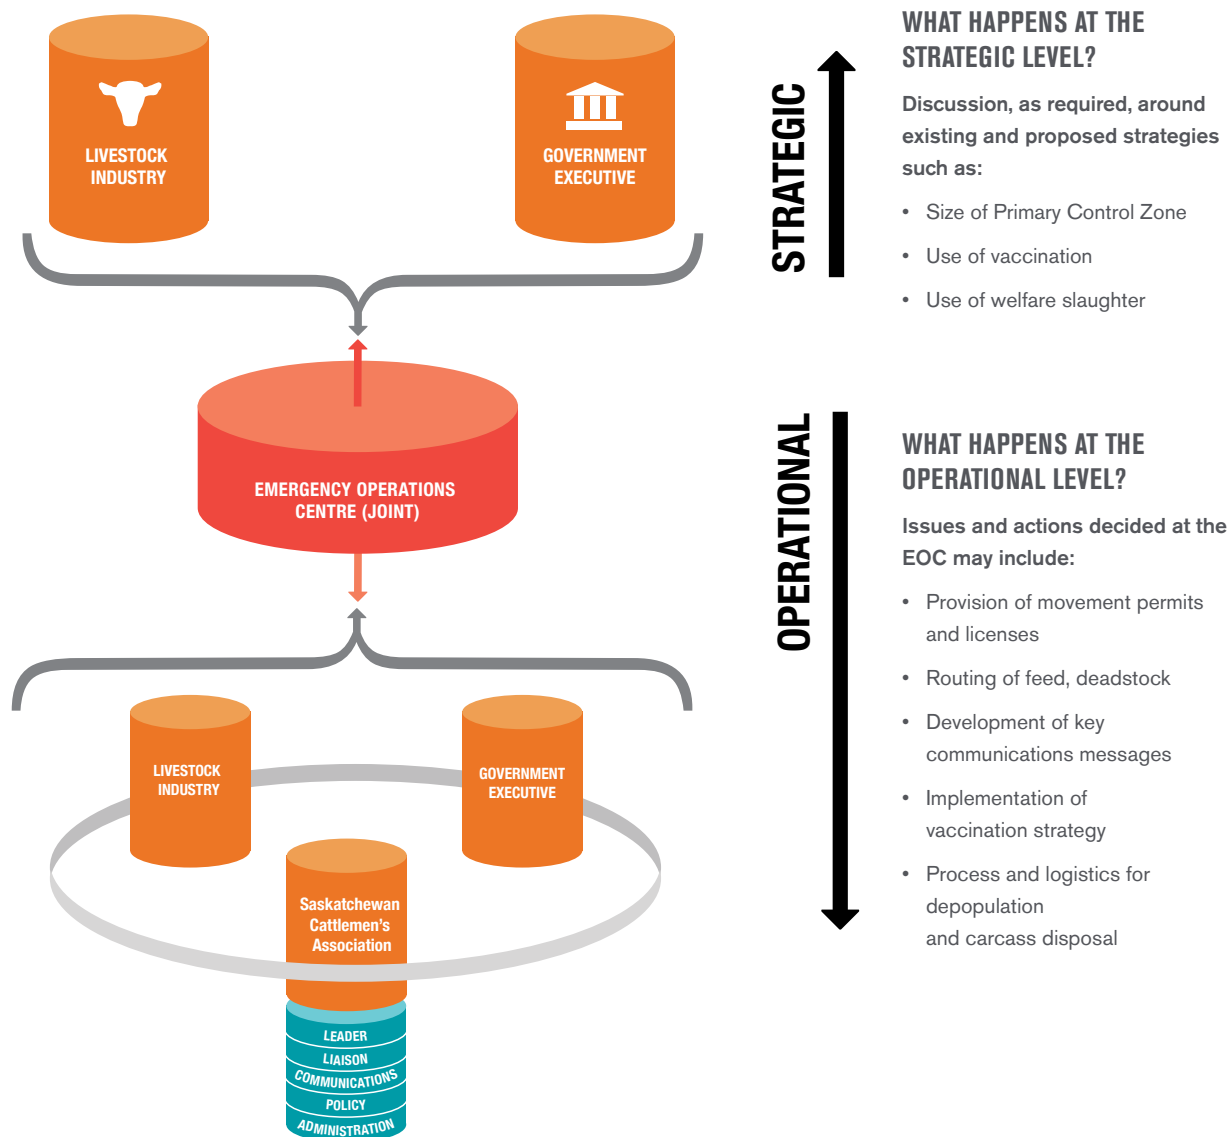 LIVESTOCK
INDUSTRY
GOVERNMENT
EXECUTIVE
STRATEGIC
WHAT HAPPENS AT THE
STRATEGIC LEVEL?
Discussion, as required, around
existing and proposed strategies
such as:
• Size of Primary Control Zone
• Use of vaccination
• Use of welfare slaughter
EMERGENCY OPERATIONS
CENTRE (JOINT)
OPERATIONAL
WHAT HAPPENS AT THE
OPERATIONAL LEVEL?
Issues and actions decided at the
EOC may include:
• Provision of movement permits
and licenses
• Routing of feed, deadstock
• Development of key
communications messages
• Implementation of
vaccination strategy
• Process and logistics for
depopulation
and carcass disposal
LIVESTOCK
INDUSTRY
GOVERNMENT
EXECUTIVE
Saskatchewan
Cattlemen's
Association
LEADER
LIAISON
COMMUNICATIONS
POLICY
ADMINISTRATION